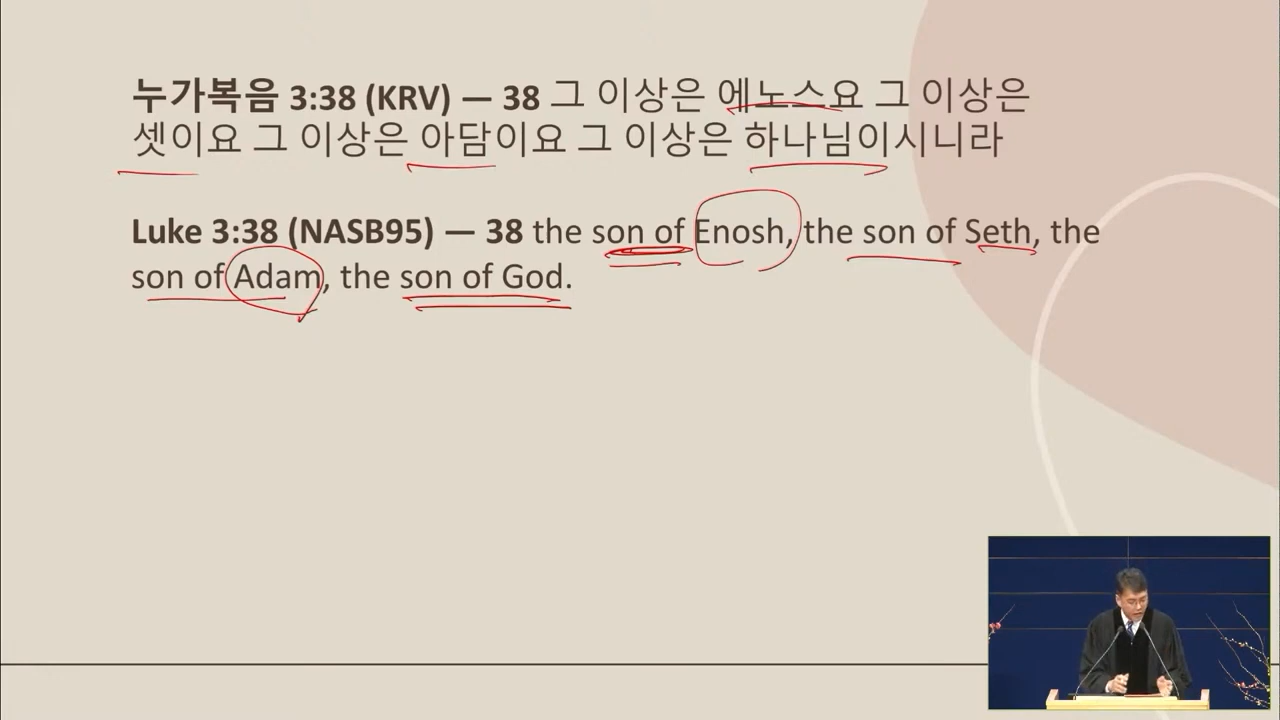 누가복음 3:38 (KRV) — 38 그 이상은 에노스요 그 이상은
셋이요 그 이상은 아담이요 그 이상은 하나님이시니라
Luke 3:38 (NASB95) — 38 the son of Enosh, the son of Seth, the
son of Adam, the son of God.